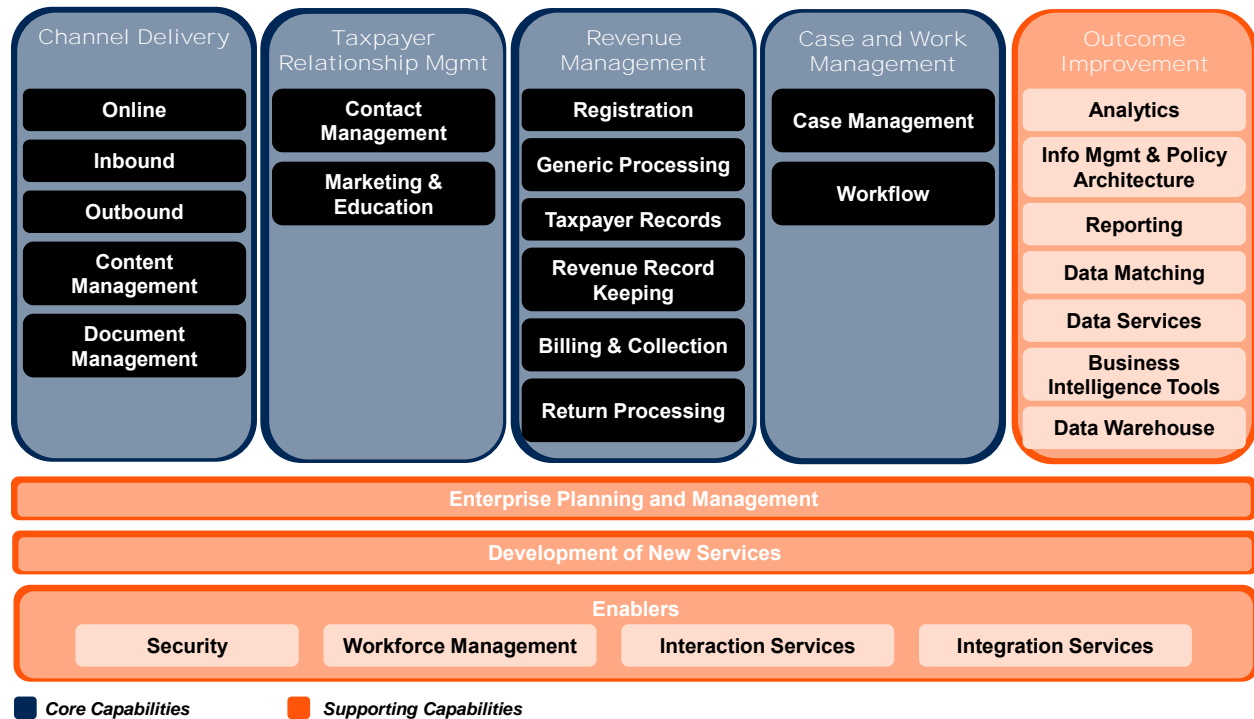 Channel Delivery
Online
Inbound
Outbound
Content
Management
Document
Management
Taxpayer
Relationship Mgmt
Contact
Management
Marketing &
Education
Revenue
Management
Registration
Generic Processing
Taxpayer Records
Revenue Record
Keeping
Billing & Collection
Return Processing
Case and Work
Management
Case Management
Workflow
Outcome
Improvement
Analytics
Info Mgmt & Policy
Architecture
Reporting
Data Matching
Data Services
Business
Intelligence Tools
Data Warehouse
Enterprise Planning and Management
Development of New Services
Enablers
Security
Workforce Management
Interaction Services
Integration Services
Core Capabilities
Supporting Capabilities